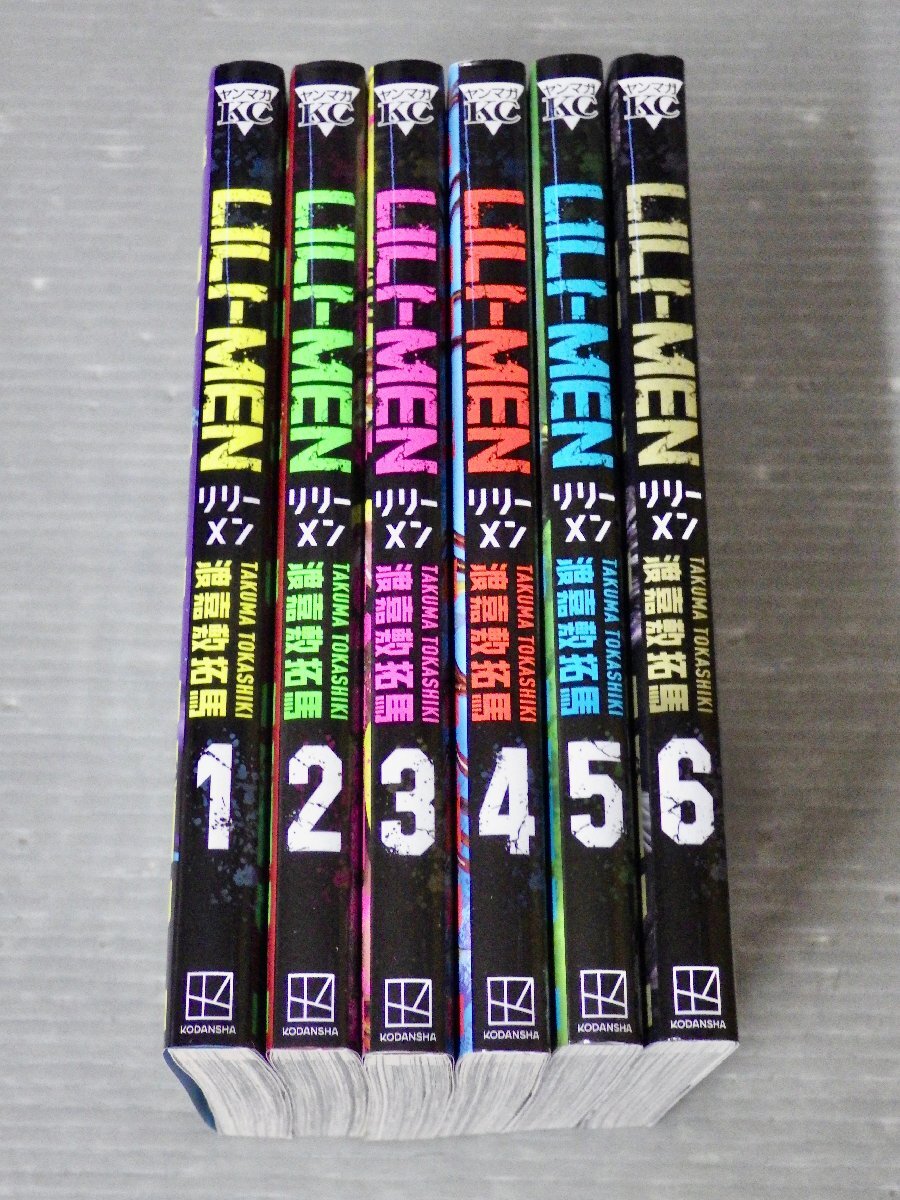 ヤンマガ
KC
LILY-MEN
リリー
メン
TAKUMA TOKASHIKI
渡嘉敷拓馬
1
KODANSHA
ヤンマガ
KC
LILY-MEN
リリー
メン
TAKUMA TOKASHIKI
渡嘉敷拓馬
2
KODANSHA
ヤンマガ
KC
LILY-MEN
リリー
メン
TAKUMA TOKASHIKI
渡嘉敷拓馬
3
KODANSHA
ヤンマガ
KC
LILY-MEN
リリー
メン
TAKUMA TOKASHIKI
渡嘉敷拓馬
4
KODANSHA
ヤンマガ
KC
LILY-MEN
リリー
メン
TAKUMA TOKASHIKI
渡嘉敷拓馬
5
KODANSHA
ヤンマガ
KC
LILY-MEN
リリー
メン
TAKUMA TOKASHIKI
渡嘉敷拓馬
6
KODANSHA